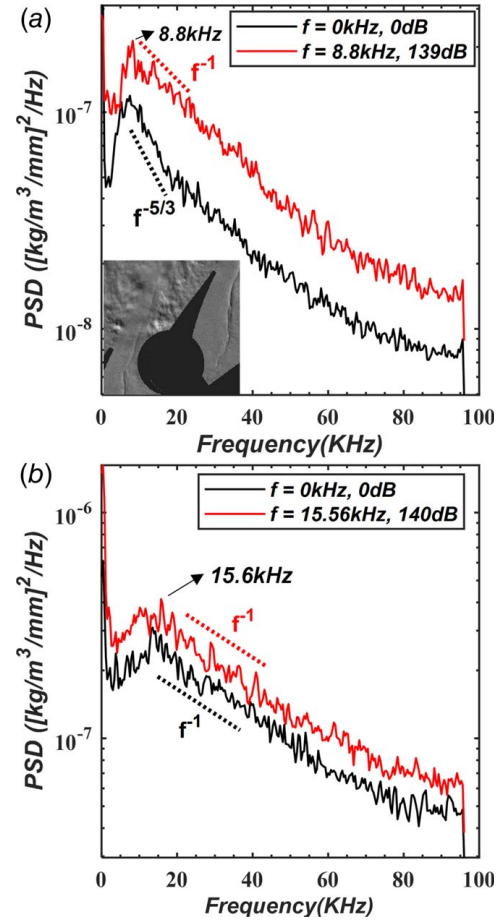 (a)
8.8kHz
f = 0kHz, 0dB
f = 8.8kHz, 139dB
f-1
f-5/3
10-7
10-8
PSD ([kg/m3/mm]2/Hz)
0 20 40 60 80 100
Frequency(KHz)
(b)
f = 0kHz, 0dB
f = 15.56kHz, 140dB
15.6kHz
f-1
f-1
10-6
10-7
PSD ([kg/m3/mm]2/Hz)
0 20 40 60 80 100
Frequency(KHz)